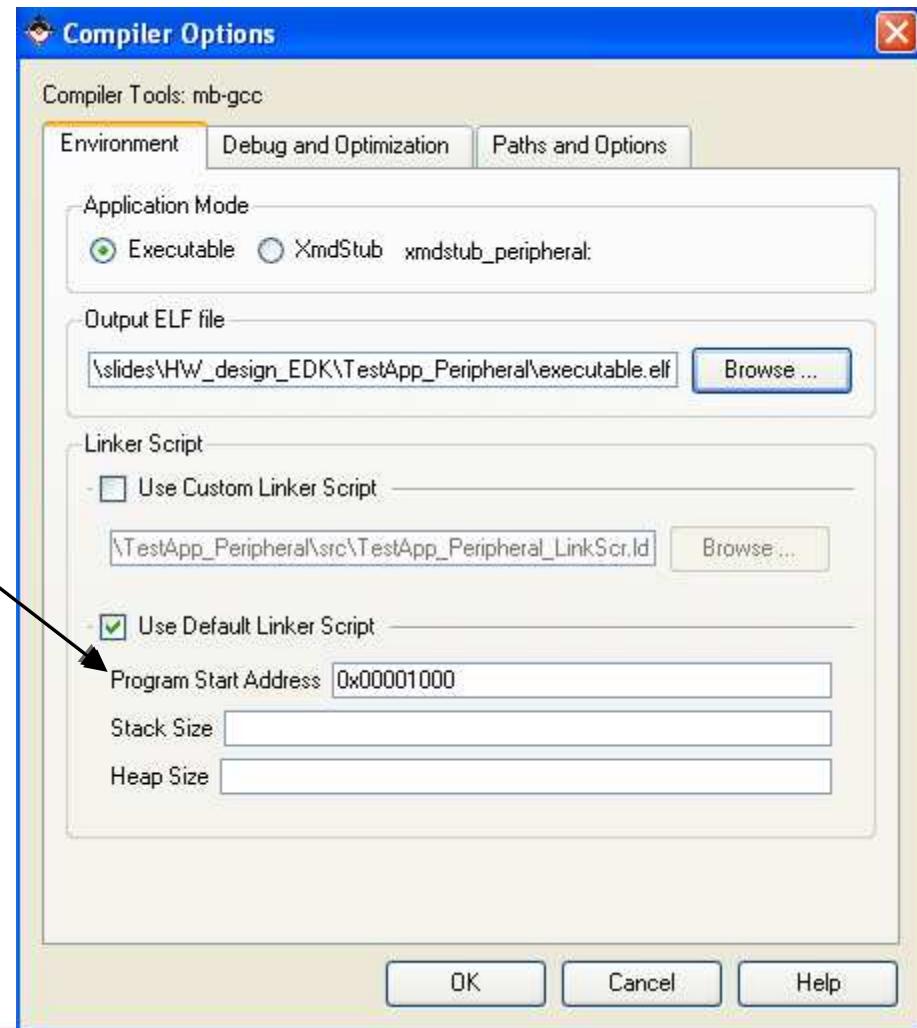 Compiler Options
Compiler Tools: mb-gcc
Environment Debug and Optimization Paths and Options
Application Mode
Executable XmdStub xmdstub_peripheral:
Output ELF file
\slides\HW_design_EDK\TestApp_Peripheral\executable.elf Browse ...
Linker Script
Use Custom Linker Script
\TestApp_Peripheral\src\TestApp_Peripheral_LinkScr.ld Browse ...
Use Default Linker Script
Program Start Address 0x00001000
Stack Size
Heap Size
OK Cancel Help